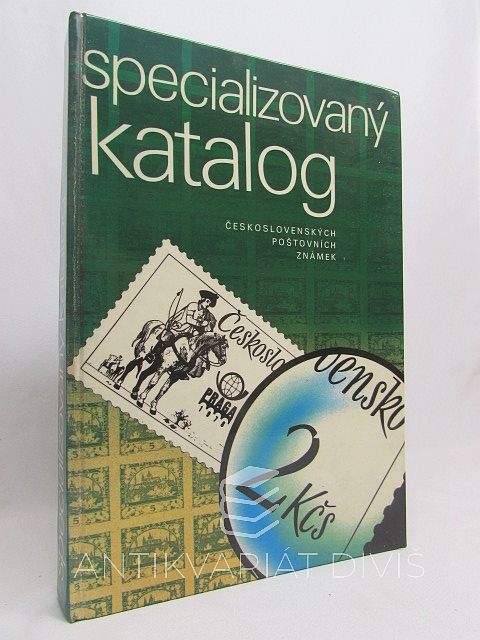 specializovaný
katalog
ČESKOSLOVENSKÝCH
POŠTOVNÍCH
ZNÁMEK
Českoslo
vensko
PRAGA
2 Kčs
ANTIKVARIÁT DIVIŠ